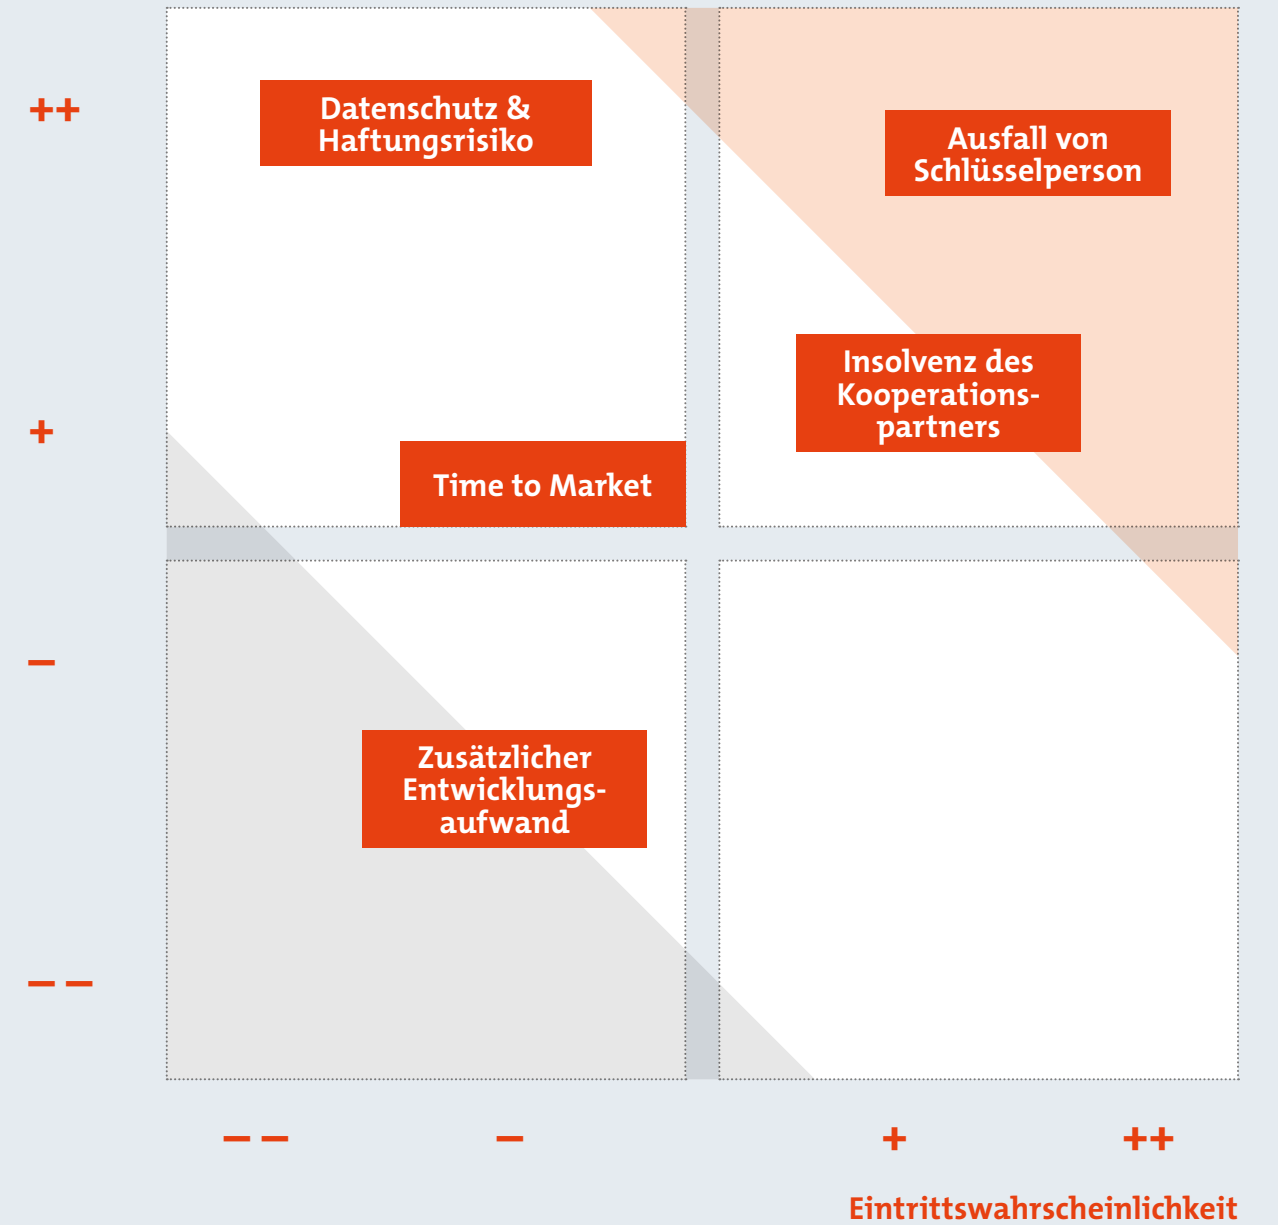 ++
Datenschutz &
Haftungsrisiko
Ausfall von
Schlüsselperson
Insolvenz des
Kooperations-
partners
+
Time to Market
–
Zusätzlicher
Entwicklungs-
aufwand
– –
– –
–
+
++
Eintrittswahrscheinlichkeit